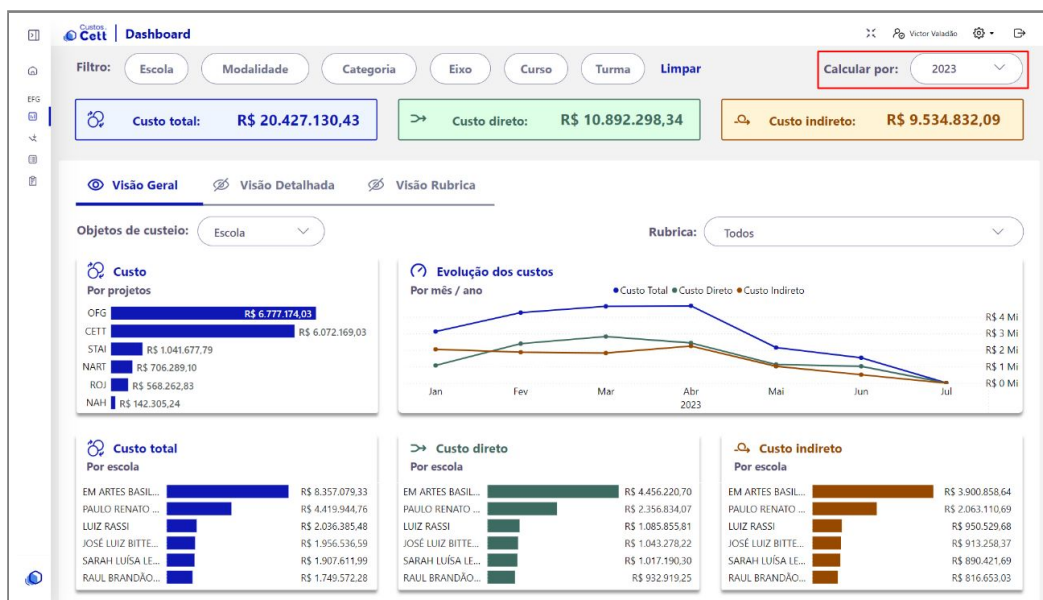 Custos
Cett Dashboard
Victor Valadão
Filtro: Escola Modalidade Categoria Eixo Curso Turma Limpar
Calcular por: 2023
EFG
Custo total: R$ 20.427.130,43
Custo direto: R$ 10.892.298,34
Custo indireto: R$ 9.534.832,09
Visão Geral Visão Detalhada Visão Rubrica
Objetos de custeio: Escola
Rubrica: Todos
Custo
Por projetos
OFG R$ 6.777.174,03
CETT R$ 6.072.169,03
STAI R$ 1.041.677,79
NART R$ 706.289,10
ROJ R$ 568.262,83
NAH R$ 142.305,24
Evolução dos custos
Por mês / ano
Custo Total Custo Direto Custo Indireto
R$ 4 Mi
R$ 3 Mi
R$ 2 Mi
R$ 1 Mi
R$ 0 Mi
Jan Fev Mar Abr Mai Jun Jul
2023
Custo total
Por escola
EM ARTES BASIL... R$ 8.357.079,33
PAULO RENATO ... R$ 4.419.944,76
LUIZ RASSI R$ 2.036.385,48
JOSÉ LUIZ BITTE... R$ 1.956.536,59
SARAH LUÍSA LE... R$ 1.907.611,99
RAUL BRANDÃO... R$ 1.749.572,28
Custo direto
Por escola
EM ARTES BASIL... R$ 4.456.220,70
PAULO RENATO ... R$ 2.356.834,07
LUIZ RASSI R$ 1.085.855,81
JOSÉ LUIZ BITTE... R$ 1.043.278,22
SARAH LUÍSA LE... R$ 1.017.190,30
RAUL BRANDÃO... R$ 932.919,25
Custo indireto
Por escola
EM ARTES BASIL... R$ 3.900.858,64
PAULO RENATO ... R$ 2.063.110,69
LUIZ RASSI R$ 950.529,68
JOSÉ LUIZ BITTE... R$ 913.258,37
SARAH LUÍSA LE... R$ 890.421,69
RAUL BRANDÃO... R$ 816.653,03